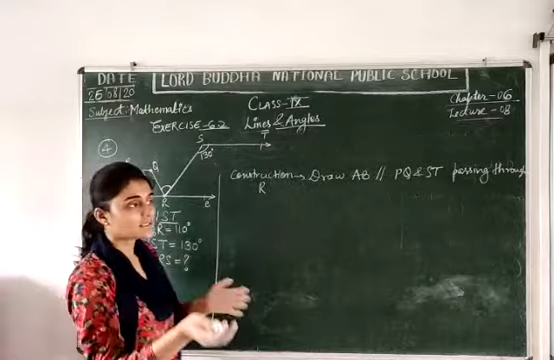 DATE
25/08/20
LORD BUDDHA NATIONAL PUBLIC SCHOOL
Subject: Mathematics
CLASS-IX
Chapter-06
Lecture-08
EXERCISE-6.2
Lines & Angles
4
S
T
130°
Q
R
B
Construction → Draw AB // PQ & ST passing through
R
ST
R = 110°
ST = 130°
RS = ?